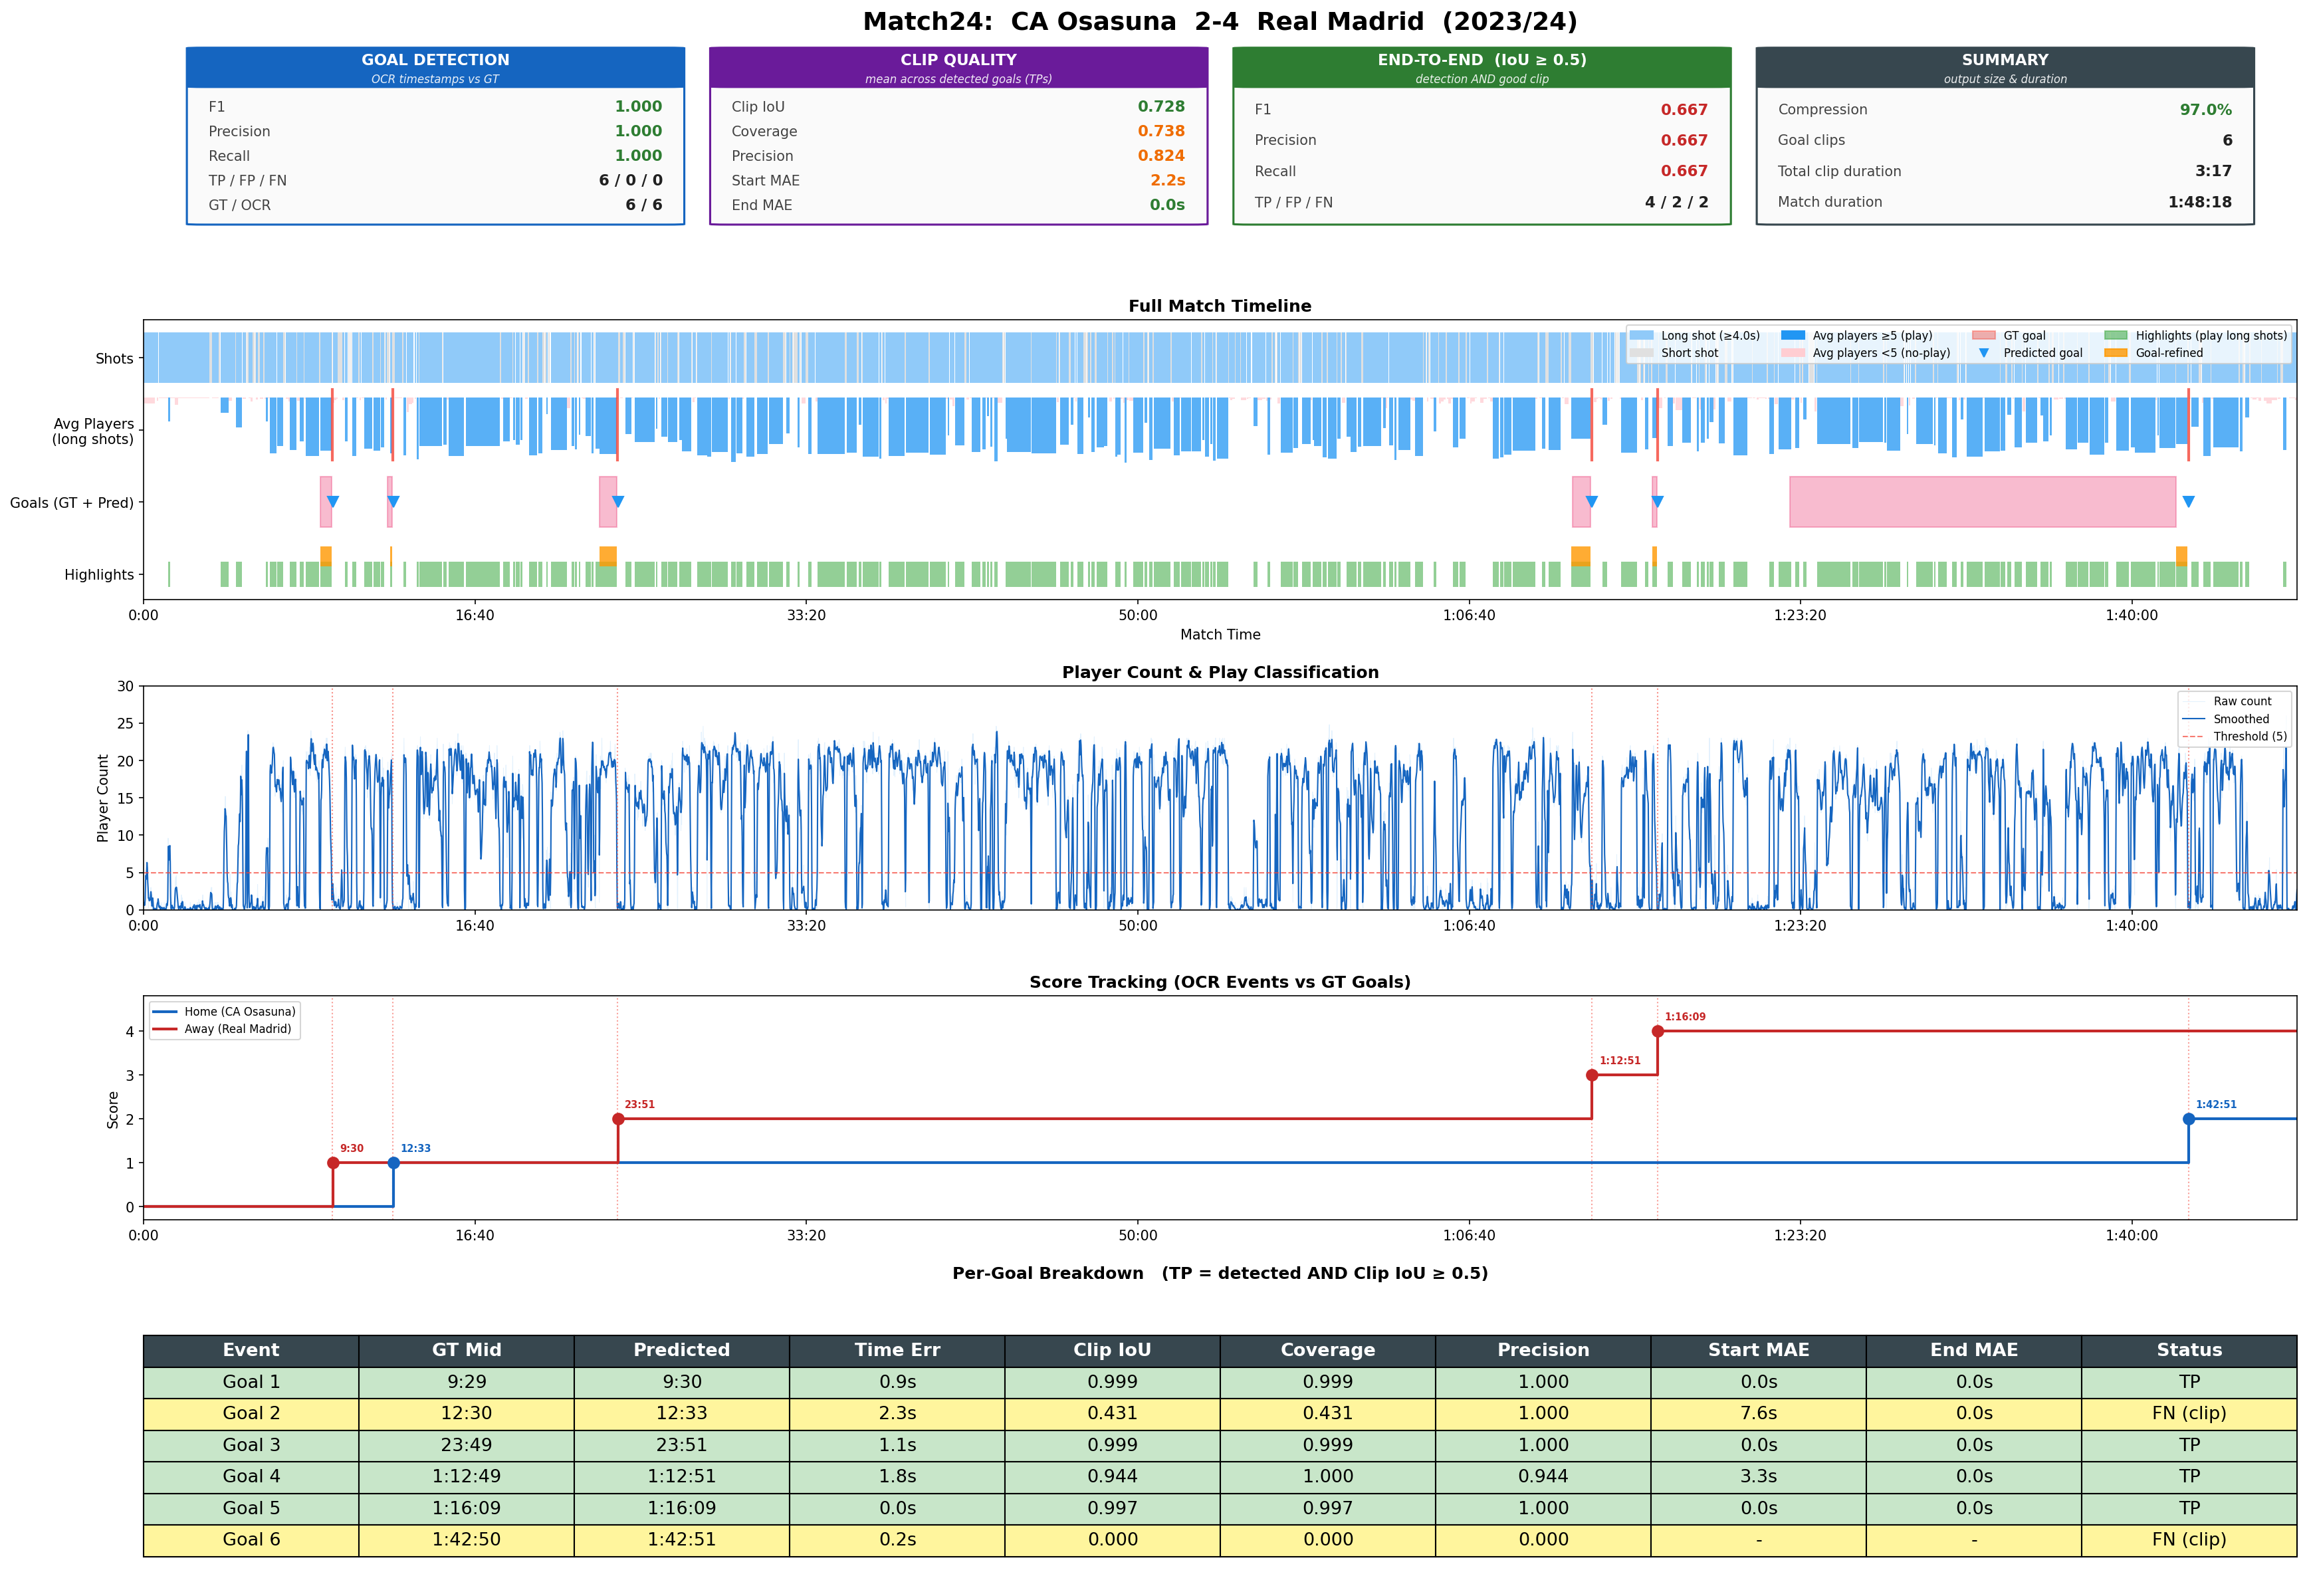 Match24:  CA Osasuna  2-4  Real Madrid  (2023/24)
GOAL DETECTION
OCR timestamps vs GT
F1 1.000
Precision 1.000
Recall 1.000
TP / FP / FN 6 / 0 / 0
GT / OCR 6 / 6
CLIP QUALITY
mean across detected goals (TPs)
Clip IoU 0.728
Coverage 0.738
Precision 0.824
Start MAE 2.2s
End MAE 0.0s
END-TO-END  (IoU ≥ 0.5)
detection AND good clip
F1 0.667
Precision 0.667
Recall 0.667
TP / FP / FN 4 / 2 / 2
SUMMARY
output size & duration
Compression 97.0%
Goal clips 6
Total clip duration 3:17
Match duration 1:48:18
Full Match Timeline
Long shot (≥4.0s) Avg players ≥5 (play) GT goal Highlights (play long shots)
Short shot Avg players <5 (no-play) Predicted goal Goal-refined
Shots
Avg Players
(long shots)
Goals (GT + Pred)
Highlights
0:00 16:40 33:20 50:00 1:06:40 1:23:20 1:40:00
Match Time
Player Count & Play Classification
Raw count
Smoothed
Threshold (5)
Player Count
30
25
20
15
10
5
0
0:00 16:40 33:20 50:00 1:06:40 1:23:20 1:40:00
Score Tracking (OCR Events vs GT Goals)
Home (CA Osasuna)
Away (Real Madrid)
Score
4
3
2
1
0
9:30
12:33
23:51
1:12:51
1:16:09
1:42:51
0:00 16:40 33:20 50:00 1:06:40 1:23:20 1:40:00
Per-Goal Breakdown   (TP = detected AND Clip IoU ≥ 0.5)
Event GT Mid Predicted Time Err Clip IoU Coverage Precision Start MAE End MAE Status
Goal 1 9:29 9:30 0.9s 0.999 0.999 1.000 0.0s 0.0s TP
Goal 2 12:30 12:33 2.3s 0.431 0.431 1.000 7.6s 0.0s FN (clip)
Goal 3 23:49 23:51 1.1s 0.999 0.999 1.000 0.0s 0.0s TP
Goal 4 1:12:49 1:12:51 1.8s 0.944 1.000 0.944 3.3s 0.0s TP
Goal 5 1:16:09 1:16:09 0.0s 0.997 0.997 1.000 0.0s 0.0s TP
Goal 6 1:42:50 1:42:51 0.2s 0.000 0.000 0.000 - - FN (clip)